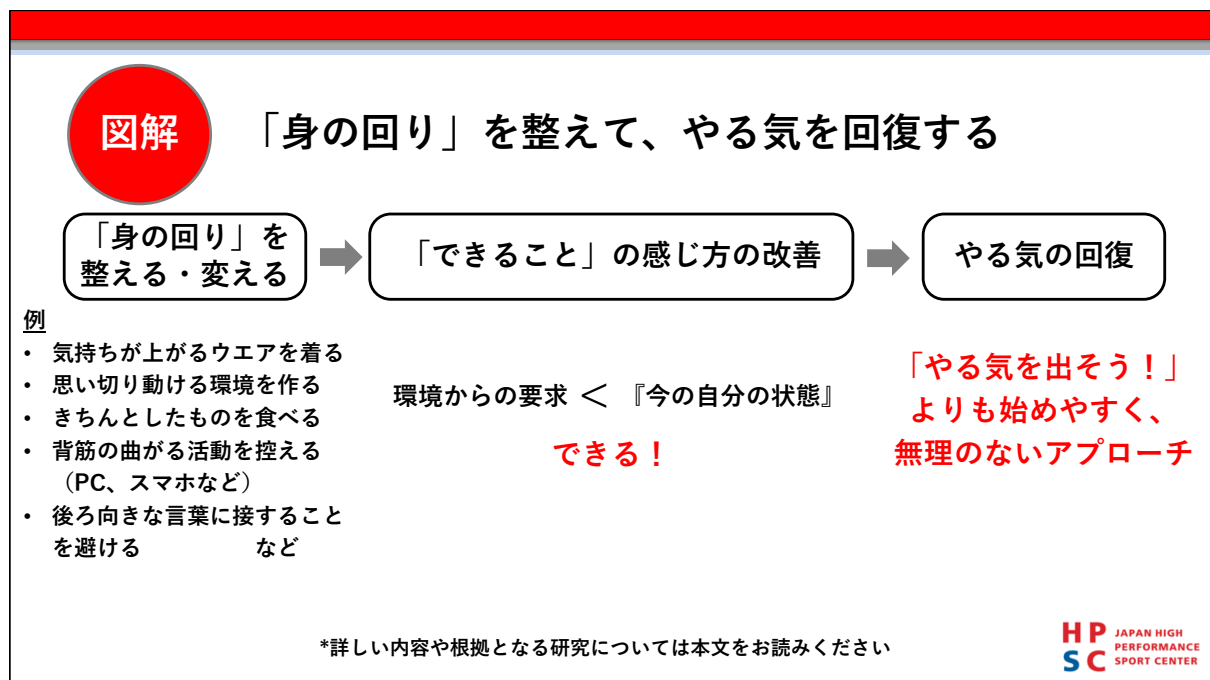 図解
「身の回り」を整えて、やる気を回復する
「身の回り」を
整える・変える
「できること」の感じ方の改善
やる気の回復
例
• 気持ちが上がるウエアを着る
• 思い切り動ける環境を作る
• きちんとしたものを食べる
• 背筋の曲がる活動を控える
（PC、スマホなど）
• 後ろ向きな言葉に接すること
を避ける　　　　など
環境からの要求 ＜ 『今の自分の状態』
できる！
「やる気を出そう！」
よりも始めやすく、
無理のないアプローチ
*詳しい内容や根拠となる研究については本文をお読みください
HP
SC
JAPAN HIGH
PERFORMANCE
SPORT CENTER